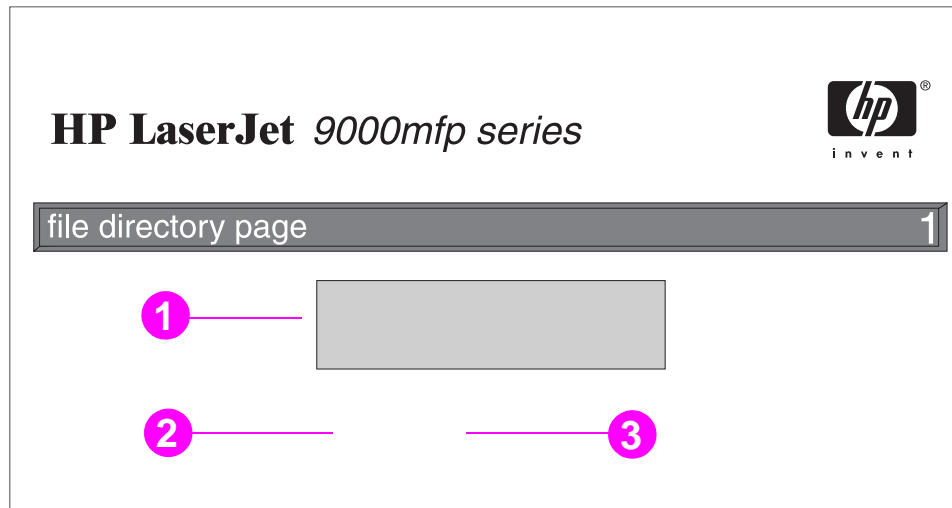 HP LaserJet 9000mfp series
hp ®
invent
file directory page 1
1
2 3